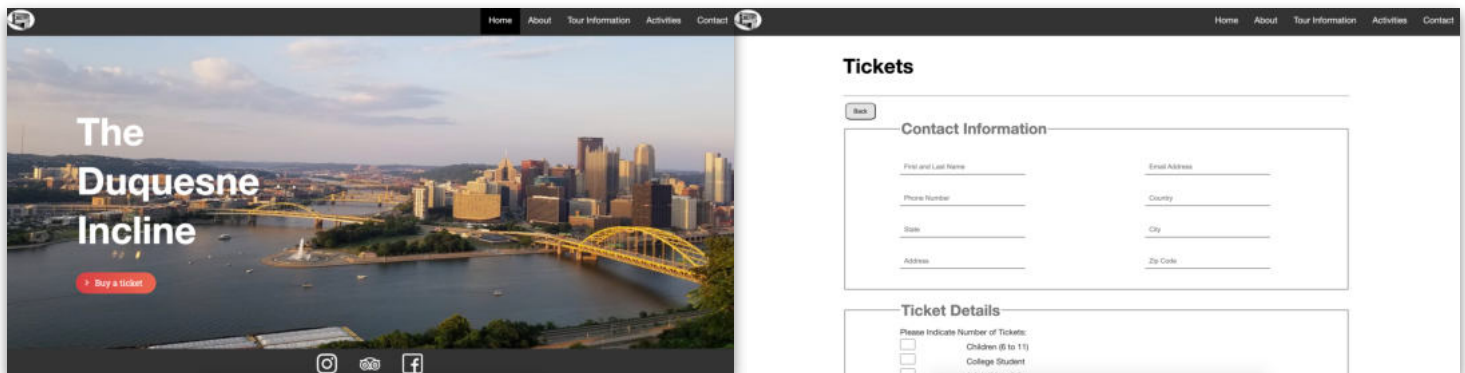 Home About Tour Information Activities Contact
The
Duquesne
Incline
> Buy a ticket
Home About Tour Information Activities Contact
Tickets
Back
Contact Information
First and Last Name Email Address
Phone Number Country
State City
Address Zip Code
Ticket Details
Please Indicate Number of Tickets:
Children (6 to 11)
College Student